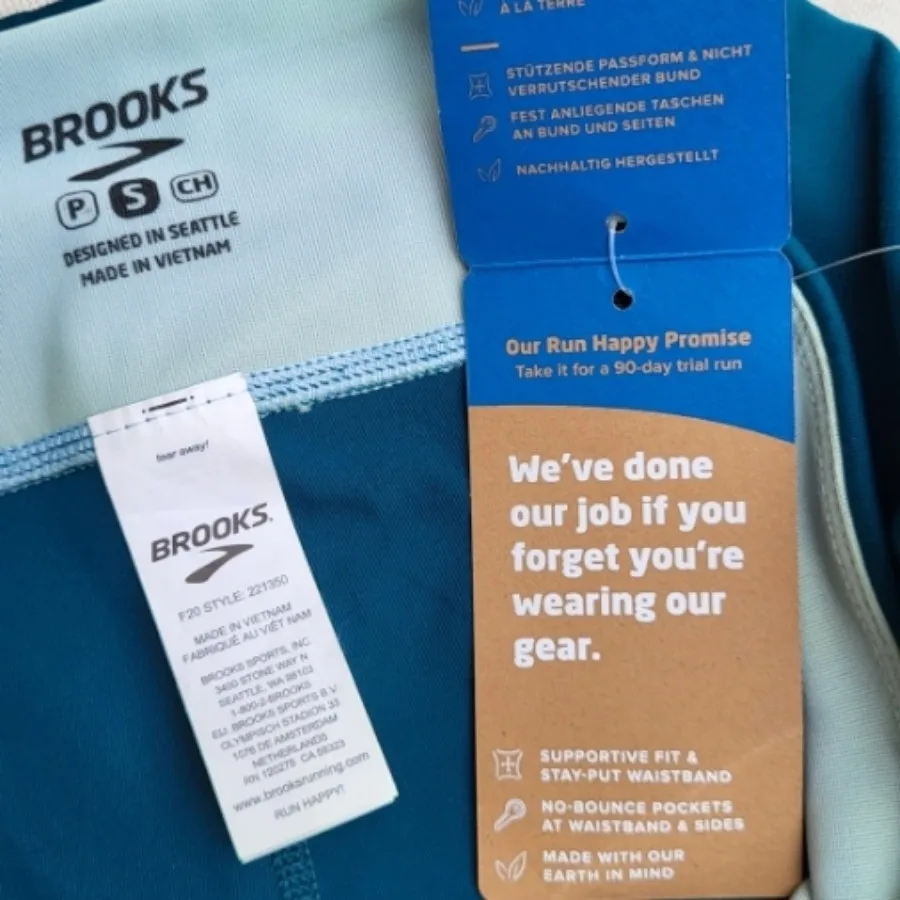 BROOKS
P S CH
DESIGNED IN SEATTLE
MADE IN VIETNAM
tear away!
BROOKS
F20 STYLE: 221350
MADE IN VIETNAM
FABRIQUÉ AU VIÊT NAM
BROOKS SPORTS, INC.
3400 STONE WAY N
SEATTLE, WA 98103
1-800-2-BROOKS
EU: BROOKS SPORTS B.V.
OLYMPISCH STADION 33
1076 DE AMSTERDAM
NETHERLANDS
RN 120275 CA 56323
www.brooksrunning.com
RUN HAPPY!
À LA TERRE
STÜTZENDE PASSFORM & NICHT
VERRUTSCHENDER BUND
FEST ANLIEGENDE TASCHEN
AN BUND UND SEITEN
NACHHALTIG HERGESTELLT
Our Run Happy Promise
Take it for a 90-day trial run
We've done
our job if you
forget you're
wearing our
gear.
SUPPORTIVE FIT &
STAY-PUT WAISTBAND
NO-BOUNCE POCKETS
AT WAISTBAND & SIDES
MADE WITH OUR
EARTH IN MIND